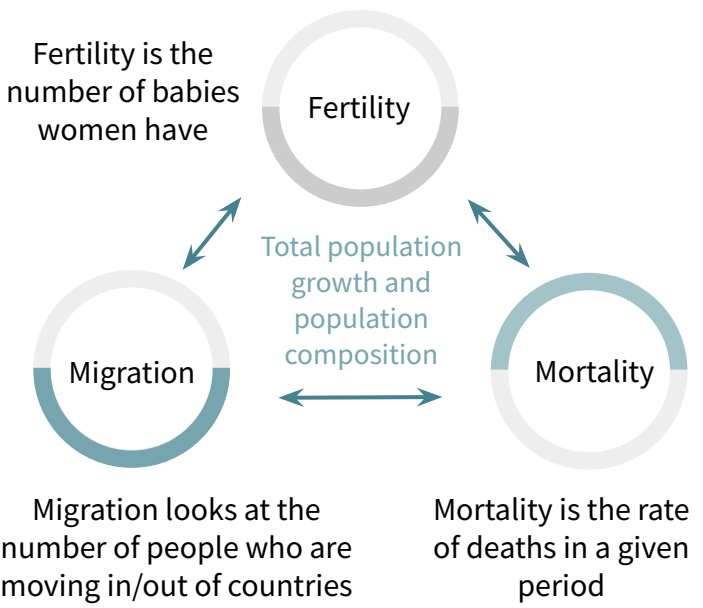 Fertility is the
number of babies
women have
Fertility
Total population
growth and
population
composition
Migration
Mortality
Migration looks at the
number of people who are
moving in/out of countries
Mortality is the rate
of deaths in a given
period